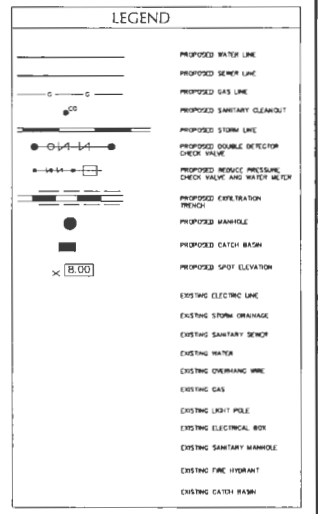 LEGEND
PROPOSED WATER LINE
PROPOSED SEWER LINE
G G
PROPOSED GAS LINE
CO
PROPOSED SANITARY CLEANOUT
PROPOSED STORM LINE
PROPOSED DOUBLE DETECTOR
CHECK VALVE
PROPOSED REDUCE PRESSURE
CHECK VALVE AND WATER METER
PROPOSED EXFILTRATION
TRENCH
PROPOSED MANHOLE
PROPOSED CATCH BASIN
8.00
PROPOSED SPOT ELEVATION
EXISTING ELECTRIC LINE
EXISTING STORM DRAINAGE
EXISTING SANITARY SEWER
EXISTING WATER
EXISTING OVERHANG WIRE
EXISTING GAS
EXISTING LIGHT POLE
EXISTING ELECTRICAL BOX
EXISTING SANITARY MANHOLE
EXISTING FIRE HYDRANT
EXISTING CATCH BASIN